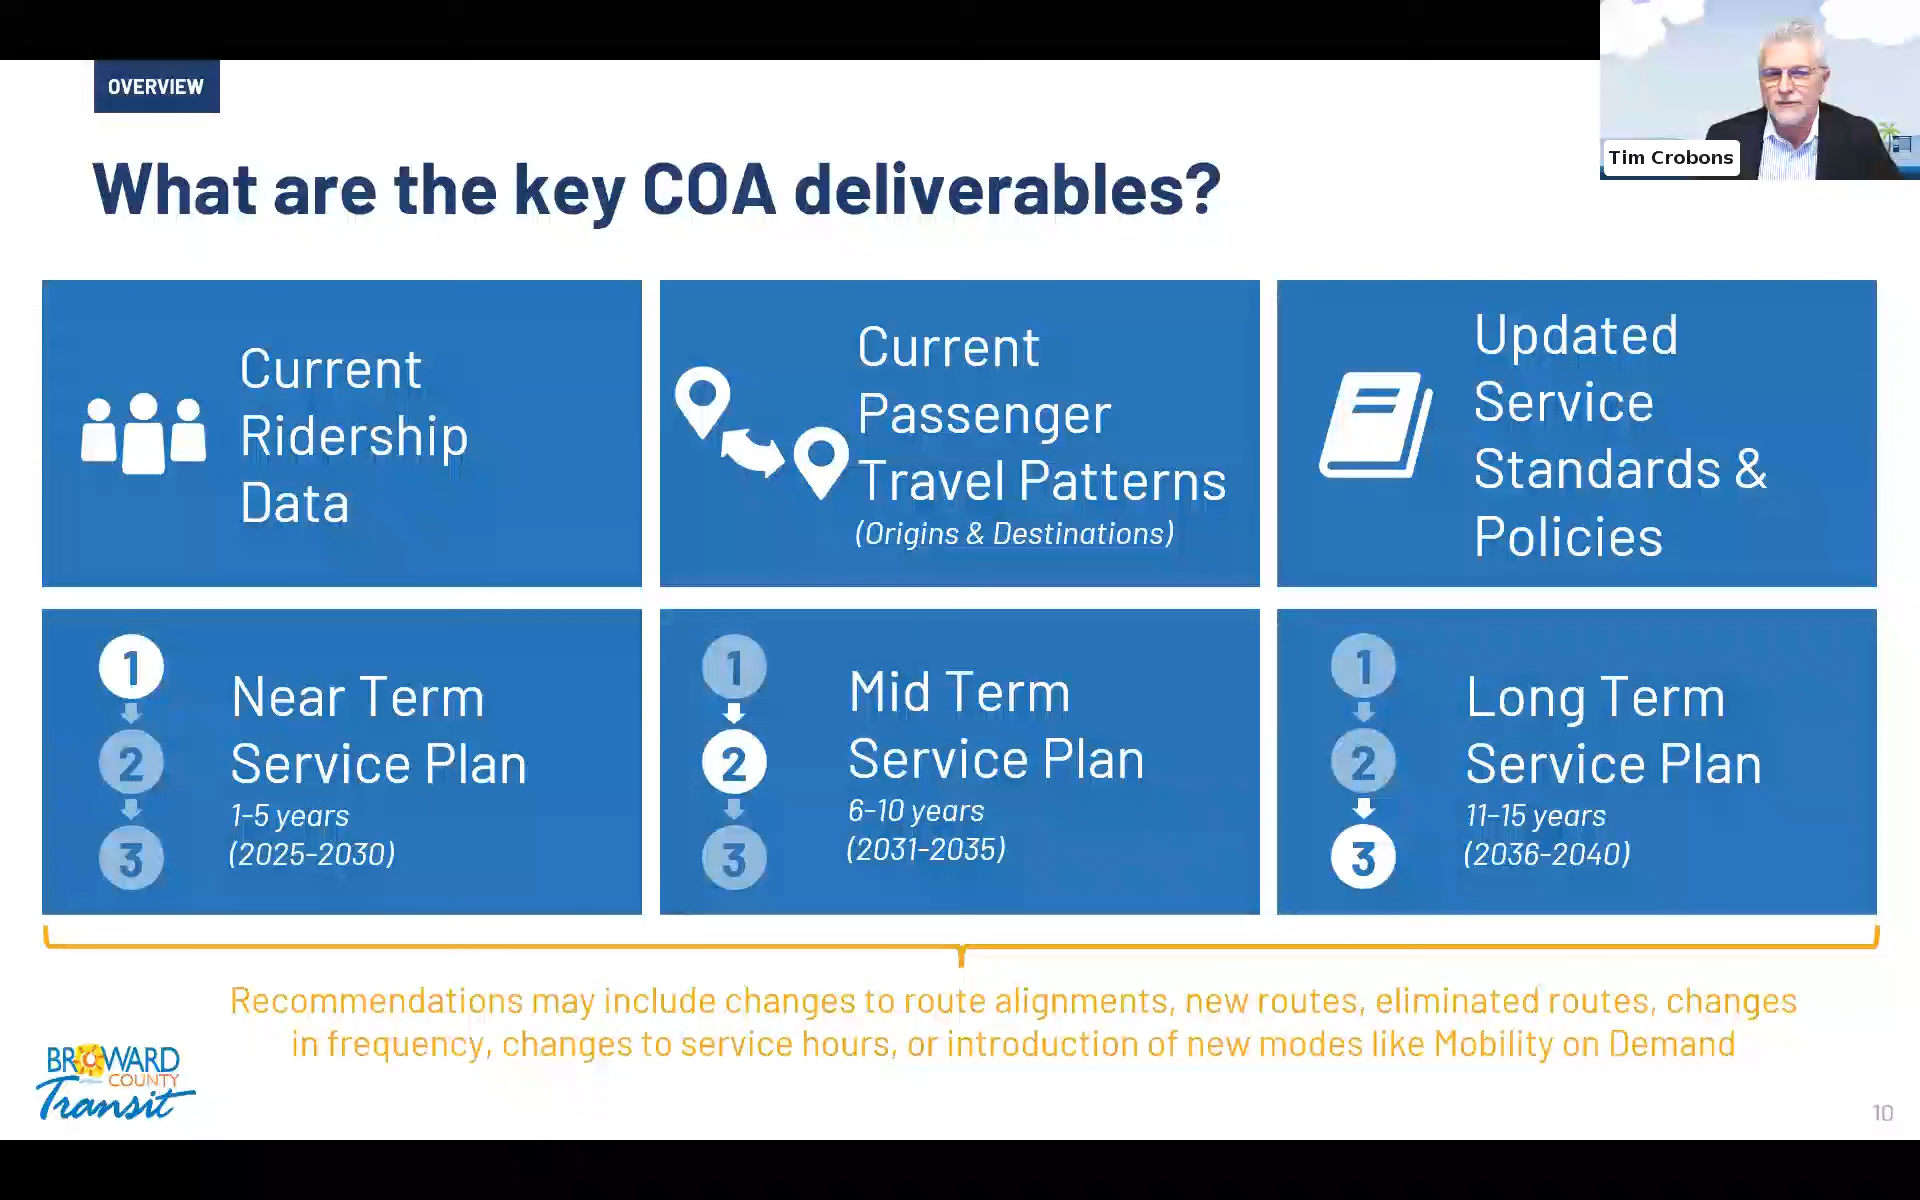 OVERVIEW
Tim Crobons
What are the key COA deliverables?
Current
Ridership
Data
Current
Passenger
Travel Patterns
(Origins & Destinations)
Updated
Service
Standards &
Policies
1
2
3
Near Term
Service Plan
1-5 years
(2025-2030)
1
2
3
Mid Term
Service Plan
6-10 years
(2031-2035)
1
2
3
Long Term
Service Plan
11-15 years
(2036-2040)
Recommendations may include changes to route alignments, new routes, eliminated routes, changes
in frequency, changes to service hours, or introduction of new modes like Mobility on Demand
BROWARD
COUNTY
Transit
10